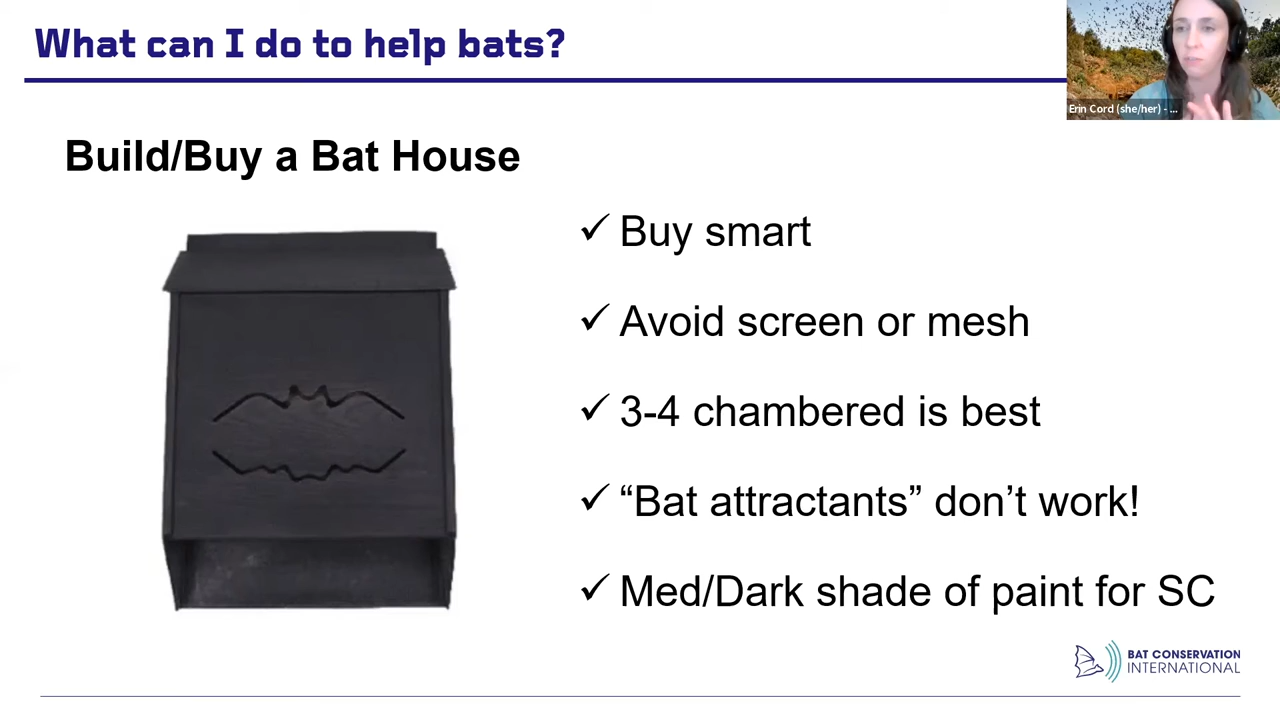 What can I do to help bats?
Erin Cord (she/her) - ...
Build/Buy a Bat House
✓ Buy smart
✓ Avoid screen or mesh
✓ 3-4 chambered is best
✓ “Bat attractants” don’t work!
✓ Med/Dark shade of paint for SC
BAT CONSERVATION
INTERNATIONAL